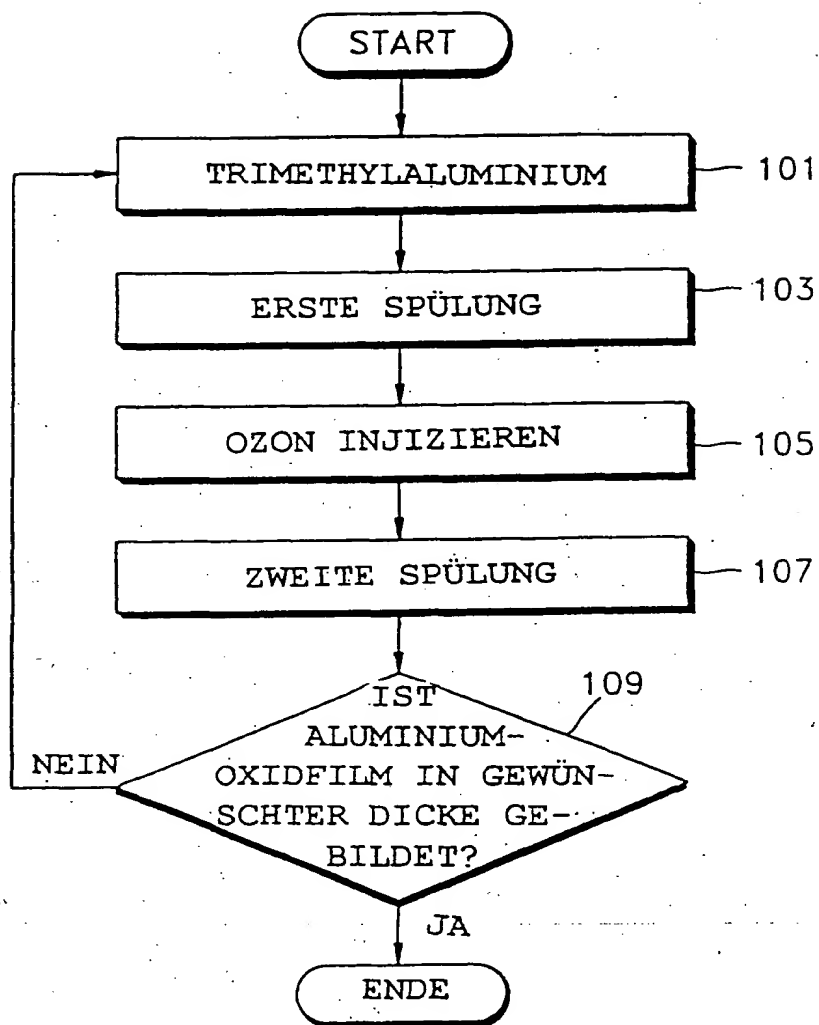 START
TRIMETHYLALUMINIUM
101
ERSTE SPÜLUNG
103
OZON INJIZIEREN
105
ZWEITE SPÜLUNG
107
109
IST
ALUMINIUM-
OXIDFILM IN GEWÜN-
SCHTER DICKE GE-
BILDET?
NEIN
JA
ENDE